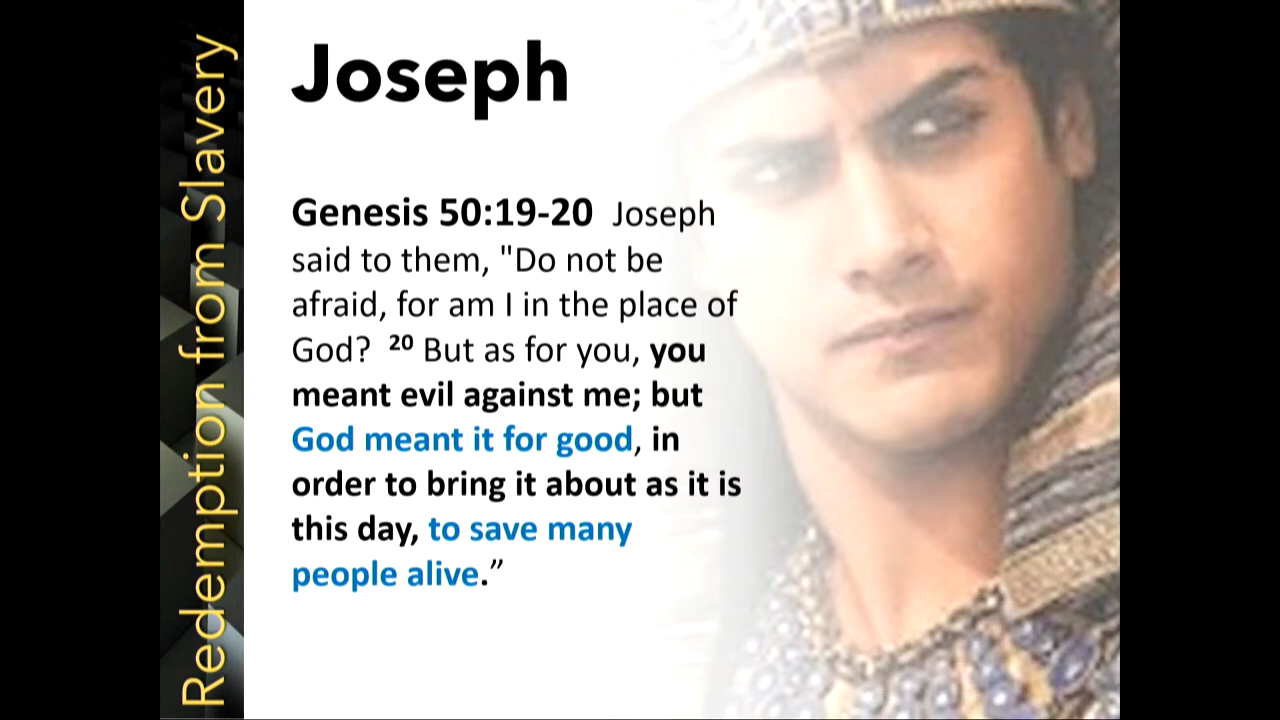 Redemption from Slavery
Joseph
Genesis 50:19-20 Joseph
said to them, "Do not be
afraid, for am I in the place of
God? 20 But as for you, you
meant evil against me; but
God meant it for good, in
order to bring it about as it is
this day, to save many
people alive.”